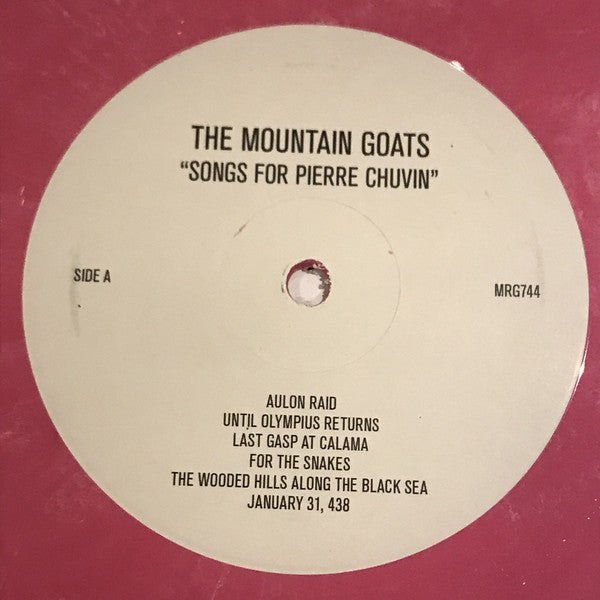 THE MOUNTAIN GOATS
“SONGS FOR PIERRE CHUVIN”
SIDE A
MRG744
AULON RAID
UNTIL OLYMPIUS RETURNS
LAST GASP AT CALAMA
FOR THE SNAKES
THE WOODED HILLS ALONG THE BLACK SEA
JANUARY 31, 438